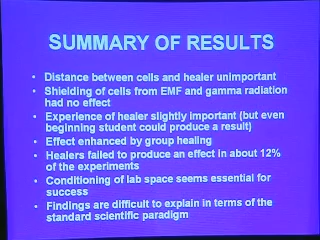 SUMMARY OF RESULTS
• Distance between cells and healer unimportant
• Shielding of cells from EMF and gamma radiation
had no effect
• Experience of healer slightly important (but even
beginning student could produce a result)
• Effect enhanced by group healing
• Healers failed to produce an effect in about 12%
of the experiments
• Conditioning of lab space seems essential for
success
• Findings are difficult to explain in terms of the
standard scientific paradigm